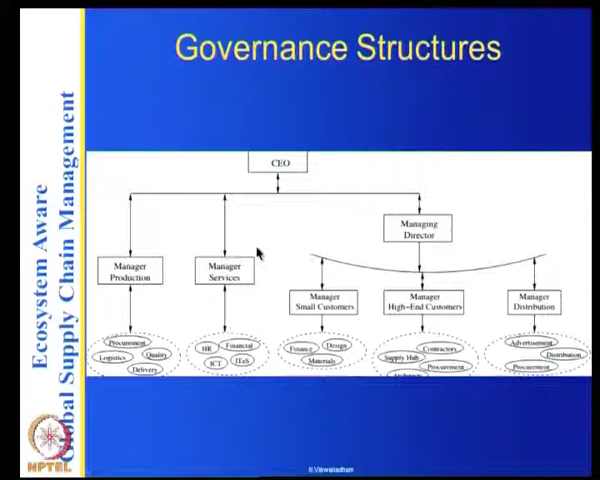 Governance Structures
Ecosystem Aware
Global Supply Chain Management
CEO
Managing
Director
Manager
Production
Manager
Services
Manager
Small Customers
Manager
High-End Customers
Manager
Distribution
Procurement
Logistics
Quality
Delivery
HR
Financial
ICT
ITeS
Finance
Design
Materials
Contractors
Supply Hub
Procurement
Advertisement
Distribution
Procurement
NPTEL
N.Viswanadham